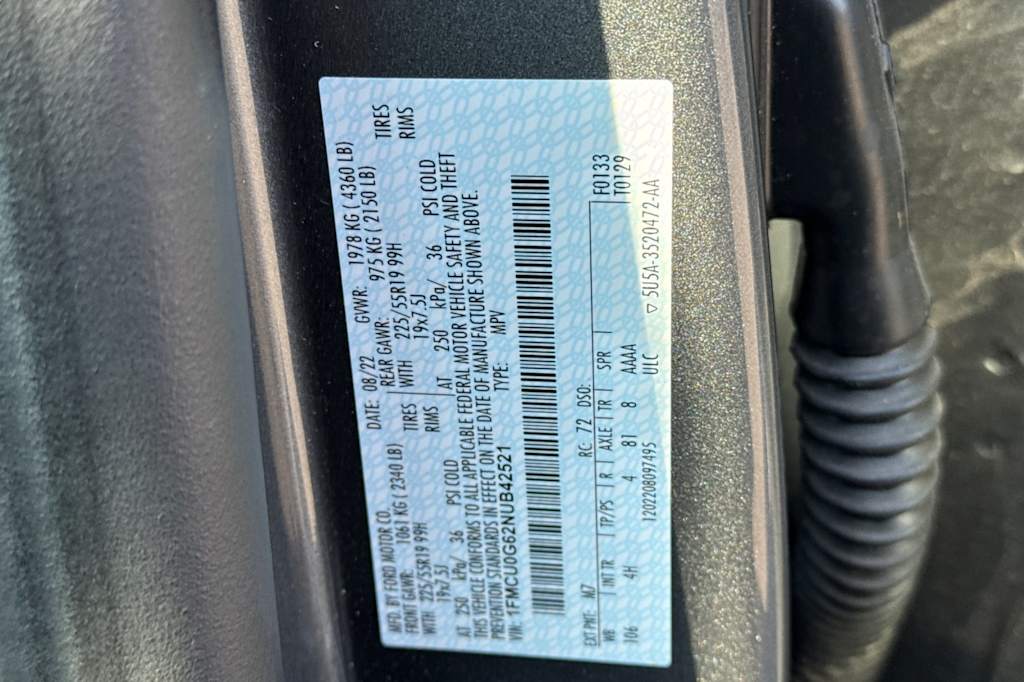 MFD. BY FORD MOTOR CO. DATE: 08/22 GVWR: 1978 KG ( 4360 LB)
FRONT GAWR: 1061 KG ( 2340 LB) REAR GAWR: 975 KG ( 2150 LB)
WITH 225/55R19 99H TIRES WITH 225/55R19 99H TIRES
19x7.5J RIMS 19x7.5J RIMS
AT 250 kPa/ 36 PSI COLD AT 250 kPa/ 36 PSI COLD
THIS VEHICLE CONFORMS TO ALL APPLICABLE FEDERAL MOTOR VEHICLE SAFETY AND THEFT
PREVENTION STANDARDS IN EFFECT ON THE DATE OF MANUFACTURE SHOWN ABOVE.
VIN: 1FMCU0G62NUB42521 TYPE: MPV
EXT PNT: M7 RC: 72 DSO: F0133
WB INT TR TP/PS R AXLE TR SPR T0129
106 4H 4 81 8 AAAA
1202208097495 ULC ▽ 5U5A-3520472-AA